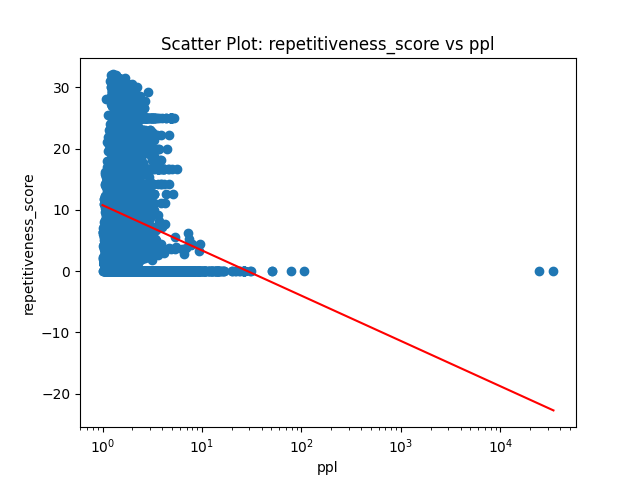 Scatter Plot: repetitiveness_score vs ppl
30
20
10
0
−10
−20
repetitiveness_score
10⁰ 10¹ 10² 10³ 10⁴
ppl